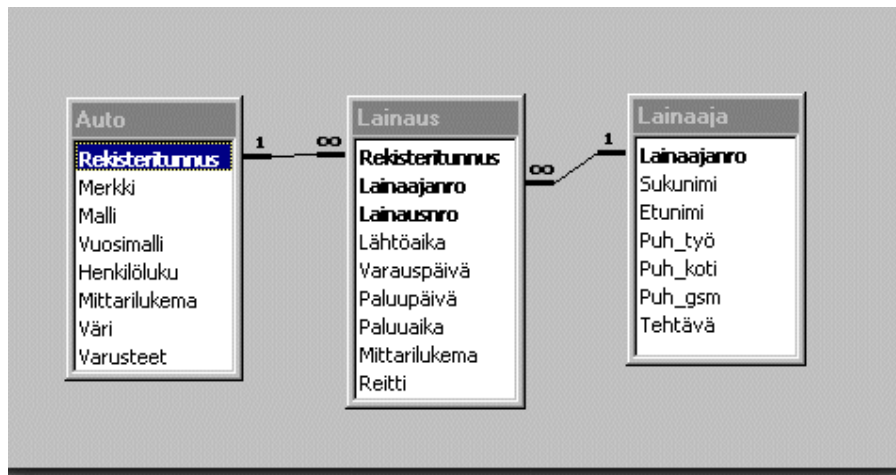 Auto
Rekisteritunnus
Merkki
Malli
Vuosimalli
Henkilöluku
Mittarilukema
Väri
Varusteet
1
∞
Lainaus
Rekisteritunnus
Lainaajanro
Lainausnro
Lähtöaika
Varauspäivä
Paluupäivä
Paluuaika
Mittarilukema
Reitti
∞
1
Lainaaja
Lainaajanro
Sukunimi
Etunimi
Puh_työ
Puh_koti
Puh_gsm
Tehtävä